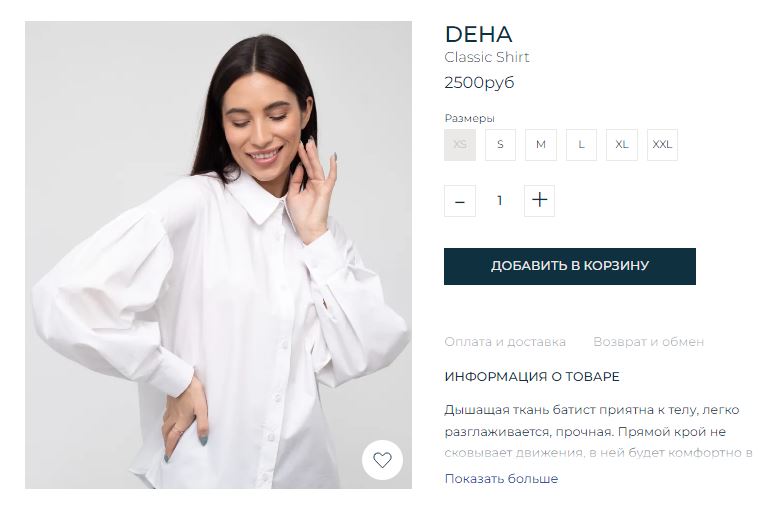 DEHA
Classic Shirt
2500руб
Размеры
XS S M L XL XXL
- 1 +
ДОБАВИТЬ В КОРЗИНУ
Оплата и доставка Возврат и обмен
ИНФОРМАЦИЯ О ТОВАРЕ
Дышащая ткань батист приятна к телу, легко
разглаживается, прочная. Прямой крой не
сковывает движения, в ней будет комфортно в
Показать больше